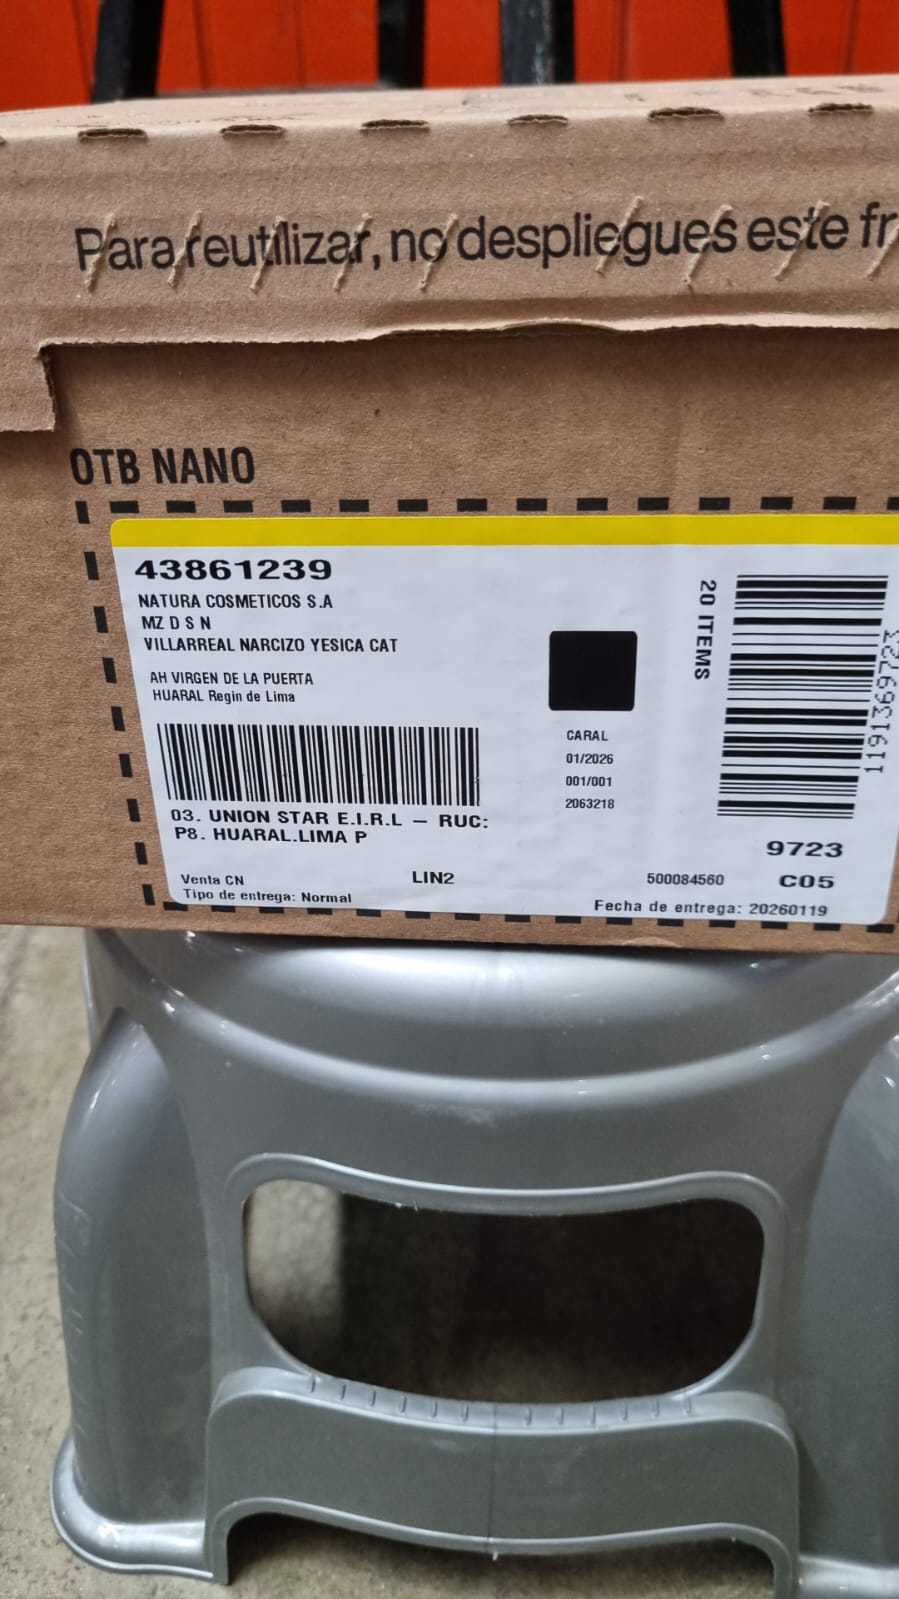 Para reutilizar, no despliegues este
OTB NANO
43861239
NATURA COSMETICOS S.A
MZ D S N
VILLARREAL NARCIZO YESICA CAT
AH VIRGEN DE LA PUERTA
HUARAL Regin de Lima
03. UNION STAR E.I.R.L – RUC:
P8. HUARAL.LIMA P
Venta CN
Tipo de entrega: Normal
LIN2
CARAL
01/2026
001/001
2063218
20 ITEMS
1191369723
9723
500084560
C05
Fecha de entrega: 20260119